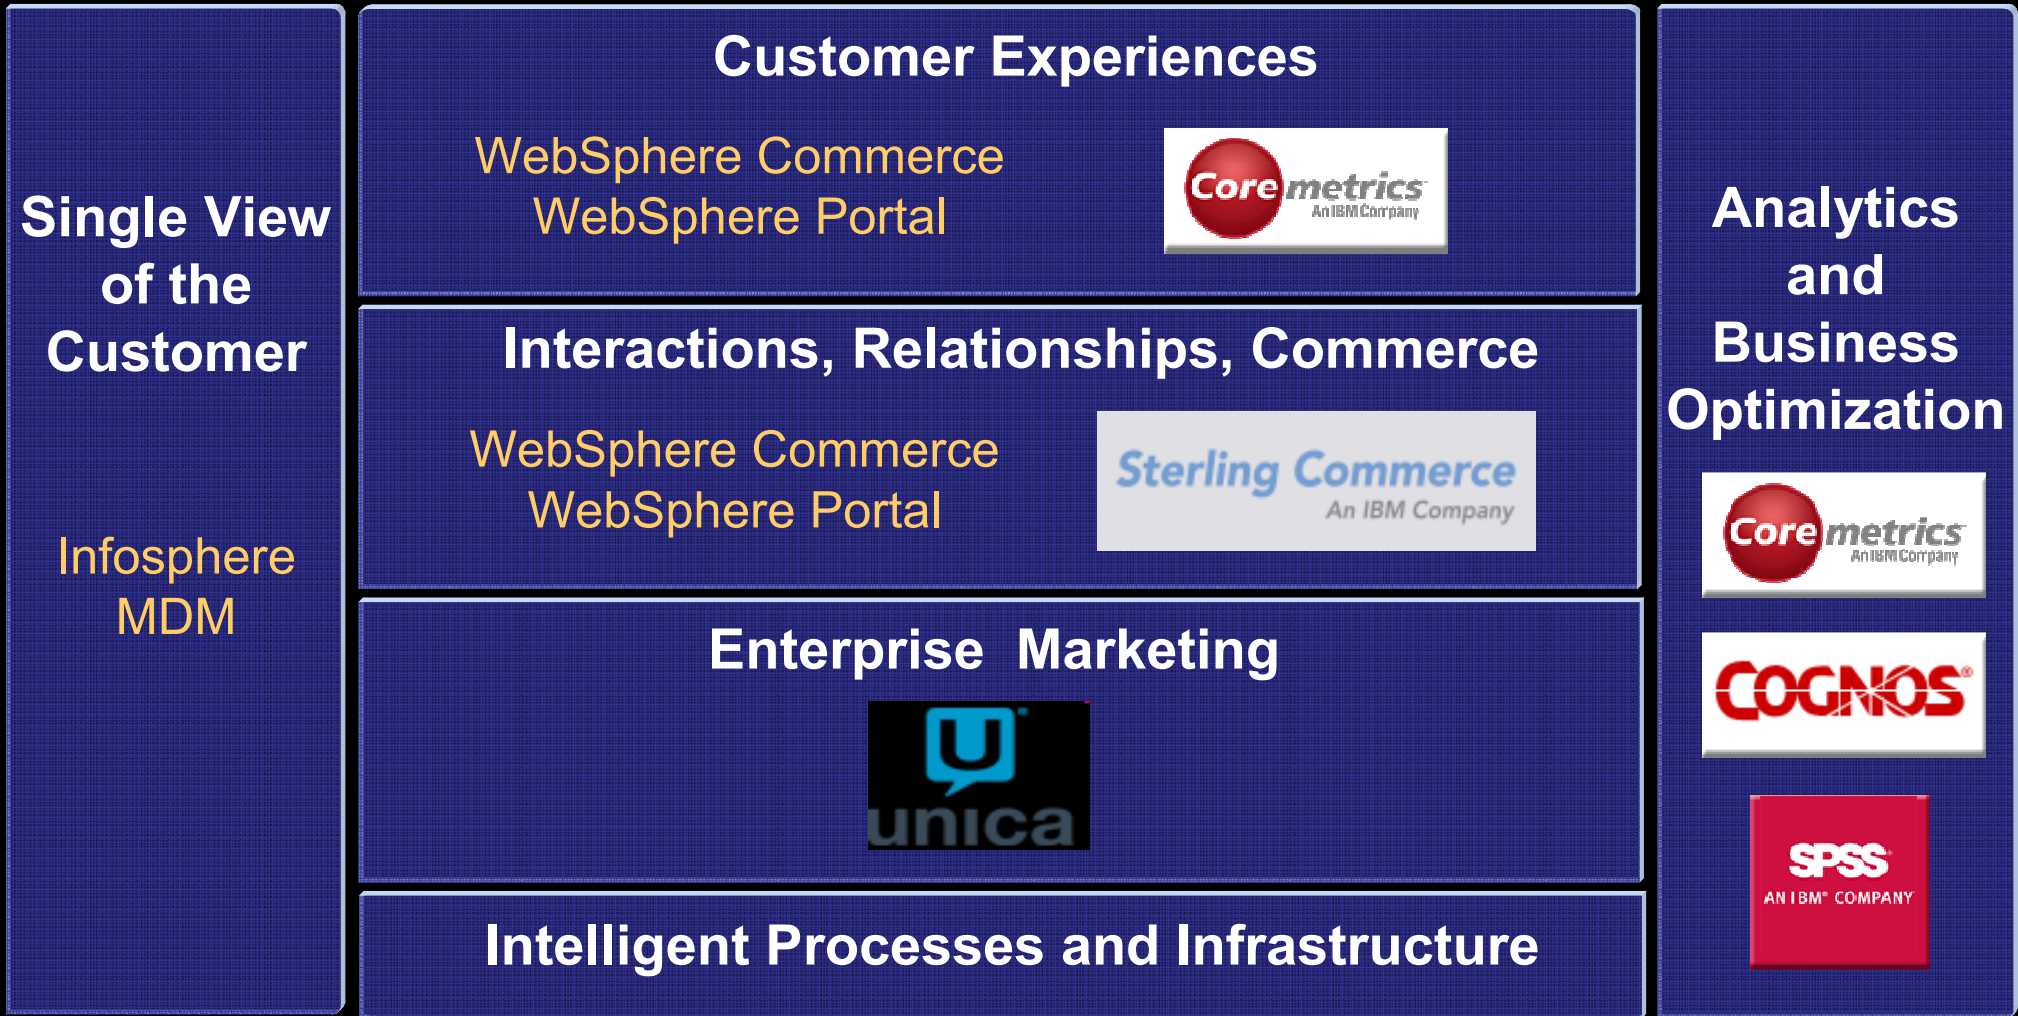 Single View
of the
Customer
Infosphere
MDM
Customer Experiences
WebSphere Commerce
WebSphere Portal
Coremetrics™
An IBM Company
Interactions, Relationships, Commerce
WebSphere Commerce
WebSphere Portal
Sterling Commerce
An IBM Company
Enterprise Marketing
U
unica
Intelligent Processes and Infrastructure
Analytics
and
Business
Optimization
Coremetrics™
An IBM Company
COGNOS®
SPSS
AN IBM® COMPANY